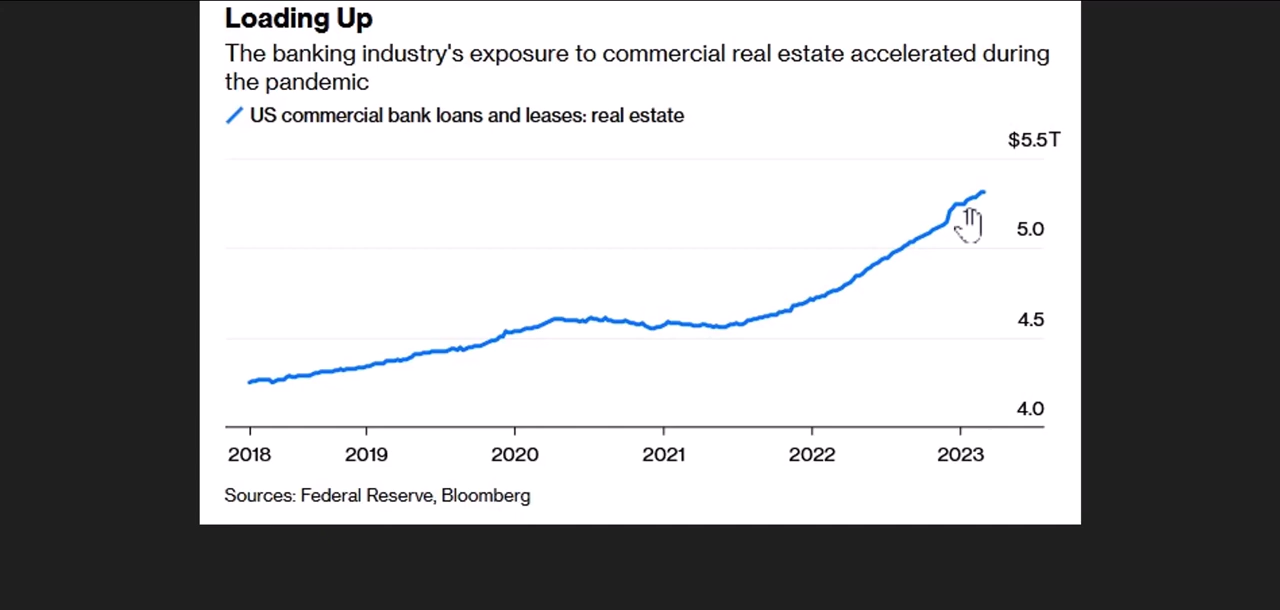 Loading Up
The banking industry's exposure to commercial real estate accelerated during
the pandemic
US commercial bank loans and leases: real estate
$5.5T
5.0
4.5
4.0
2018 2019 2020 2021 2022 2023
Sources: Federal Reserve, Bloomberg